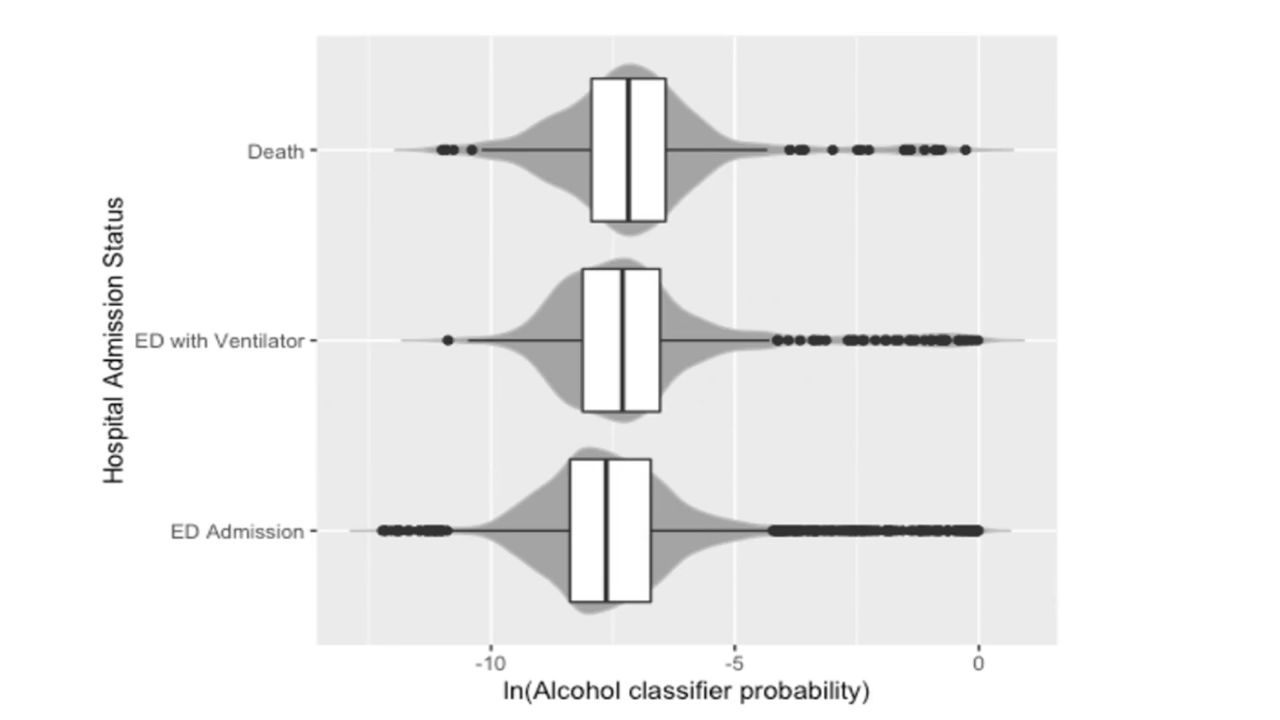 Hospital Admission Status
Death
ED with Ventilator
ED Admission
-10
-5
0
ln(Alcohol classifier probability)